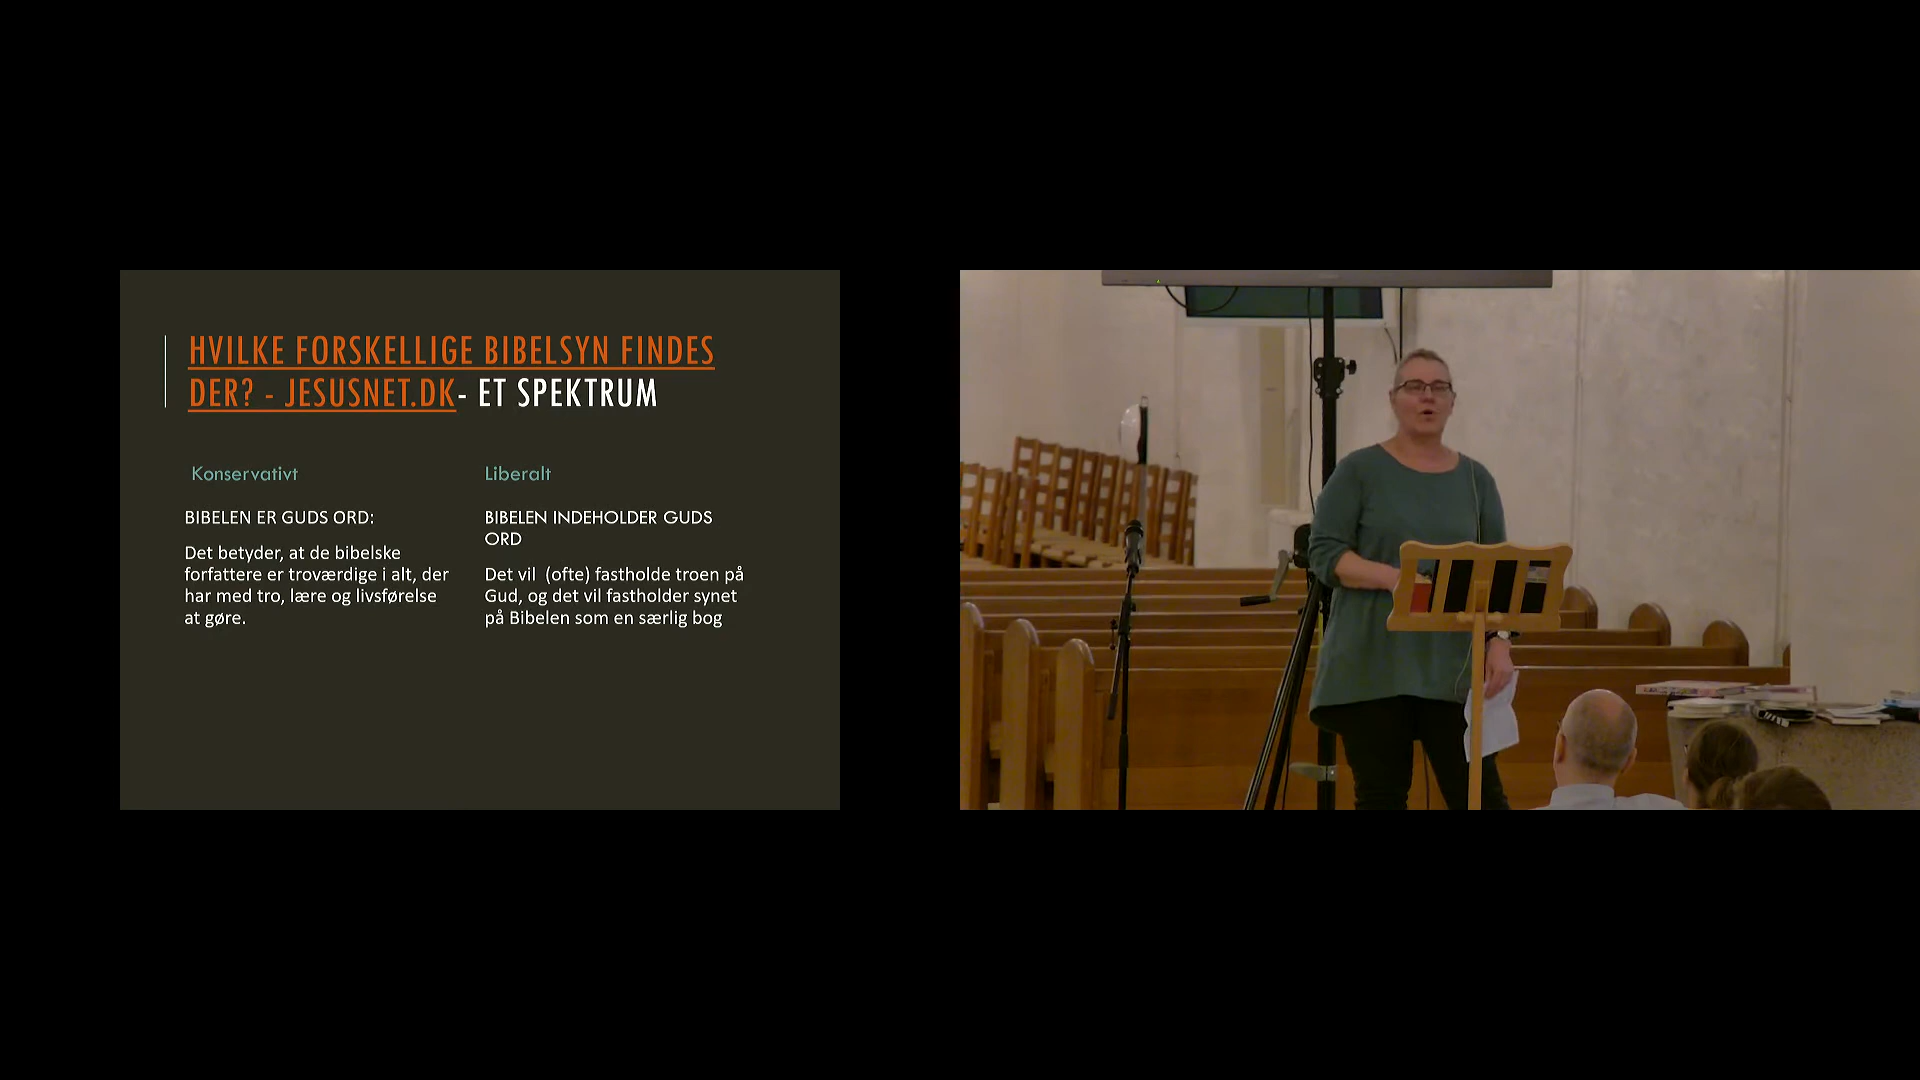 HVILKE FORSKELLIGE BIBELSYN FINDES
DER? - JESUSNET.DK- ET SPEKTRUM
Konservativt
BIBELEN ER GUDS ORD:
Det betyder, at de bibelske
forfattere er troværdige i alt, der
har med tro, lære og livsførelse
at gøre.
Liberalt
BIBELEN INDEHOLDER GUDS
ORD
Det vil  (ofte) fastholde troen på
Gud, og det vil fastholder synet
på Bibelen som en særlig bog